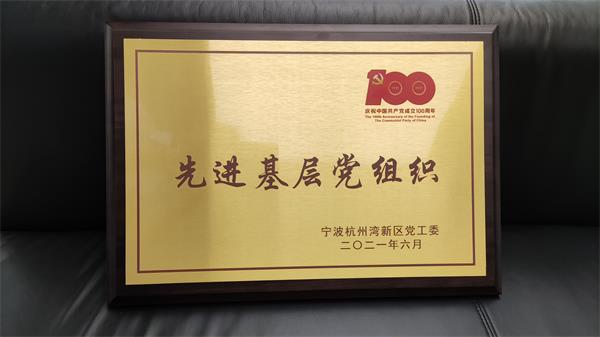 100
庆祝中国共产党成立100周年
The 100th Anniversary of the Founding of
The Communist Party of China
先进基层党组织
宁波杭州湾新区党工委
二〇二一年六月